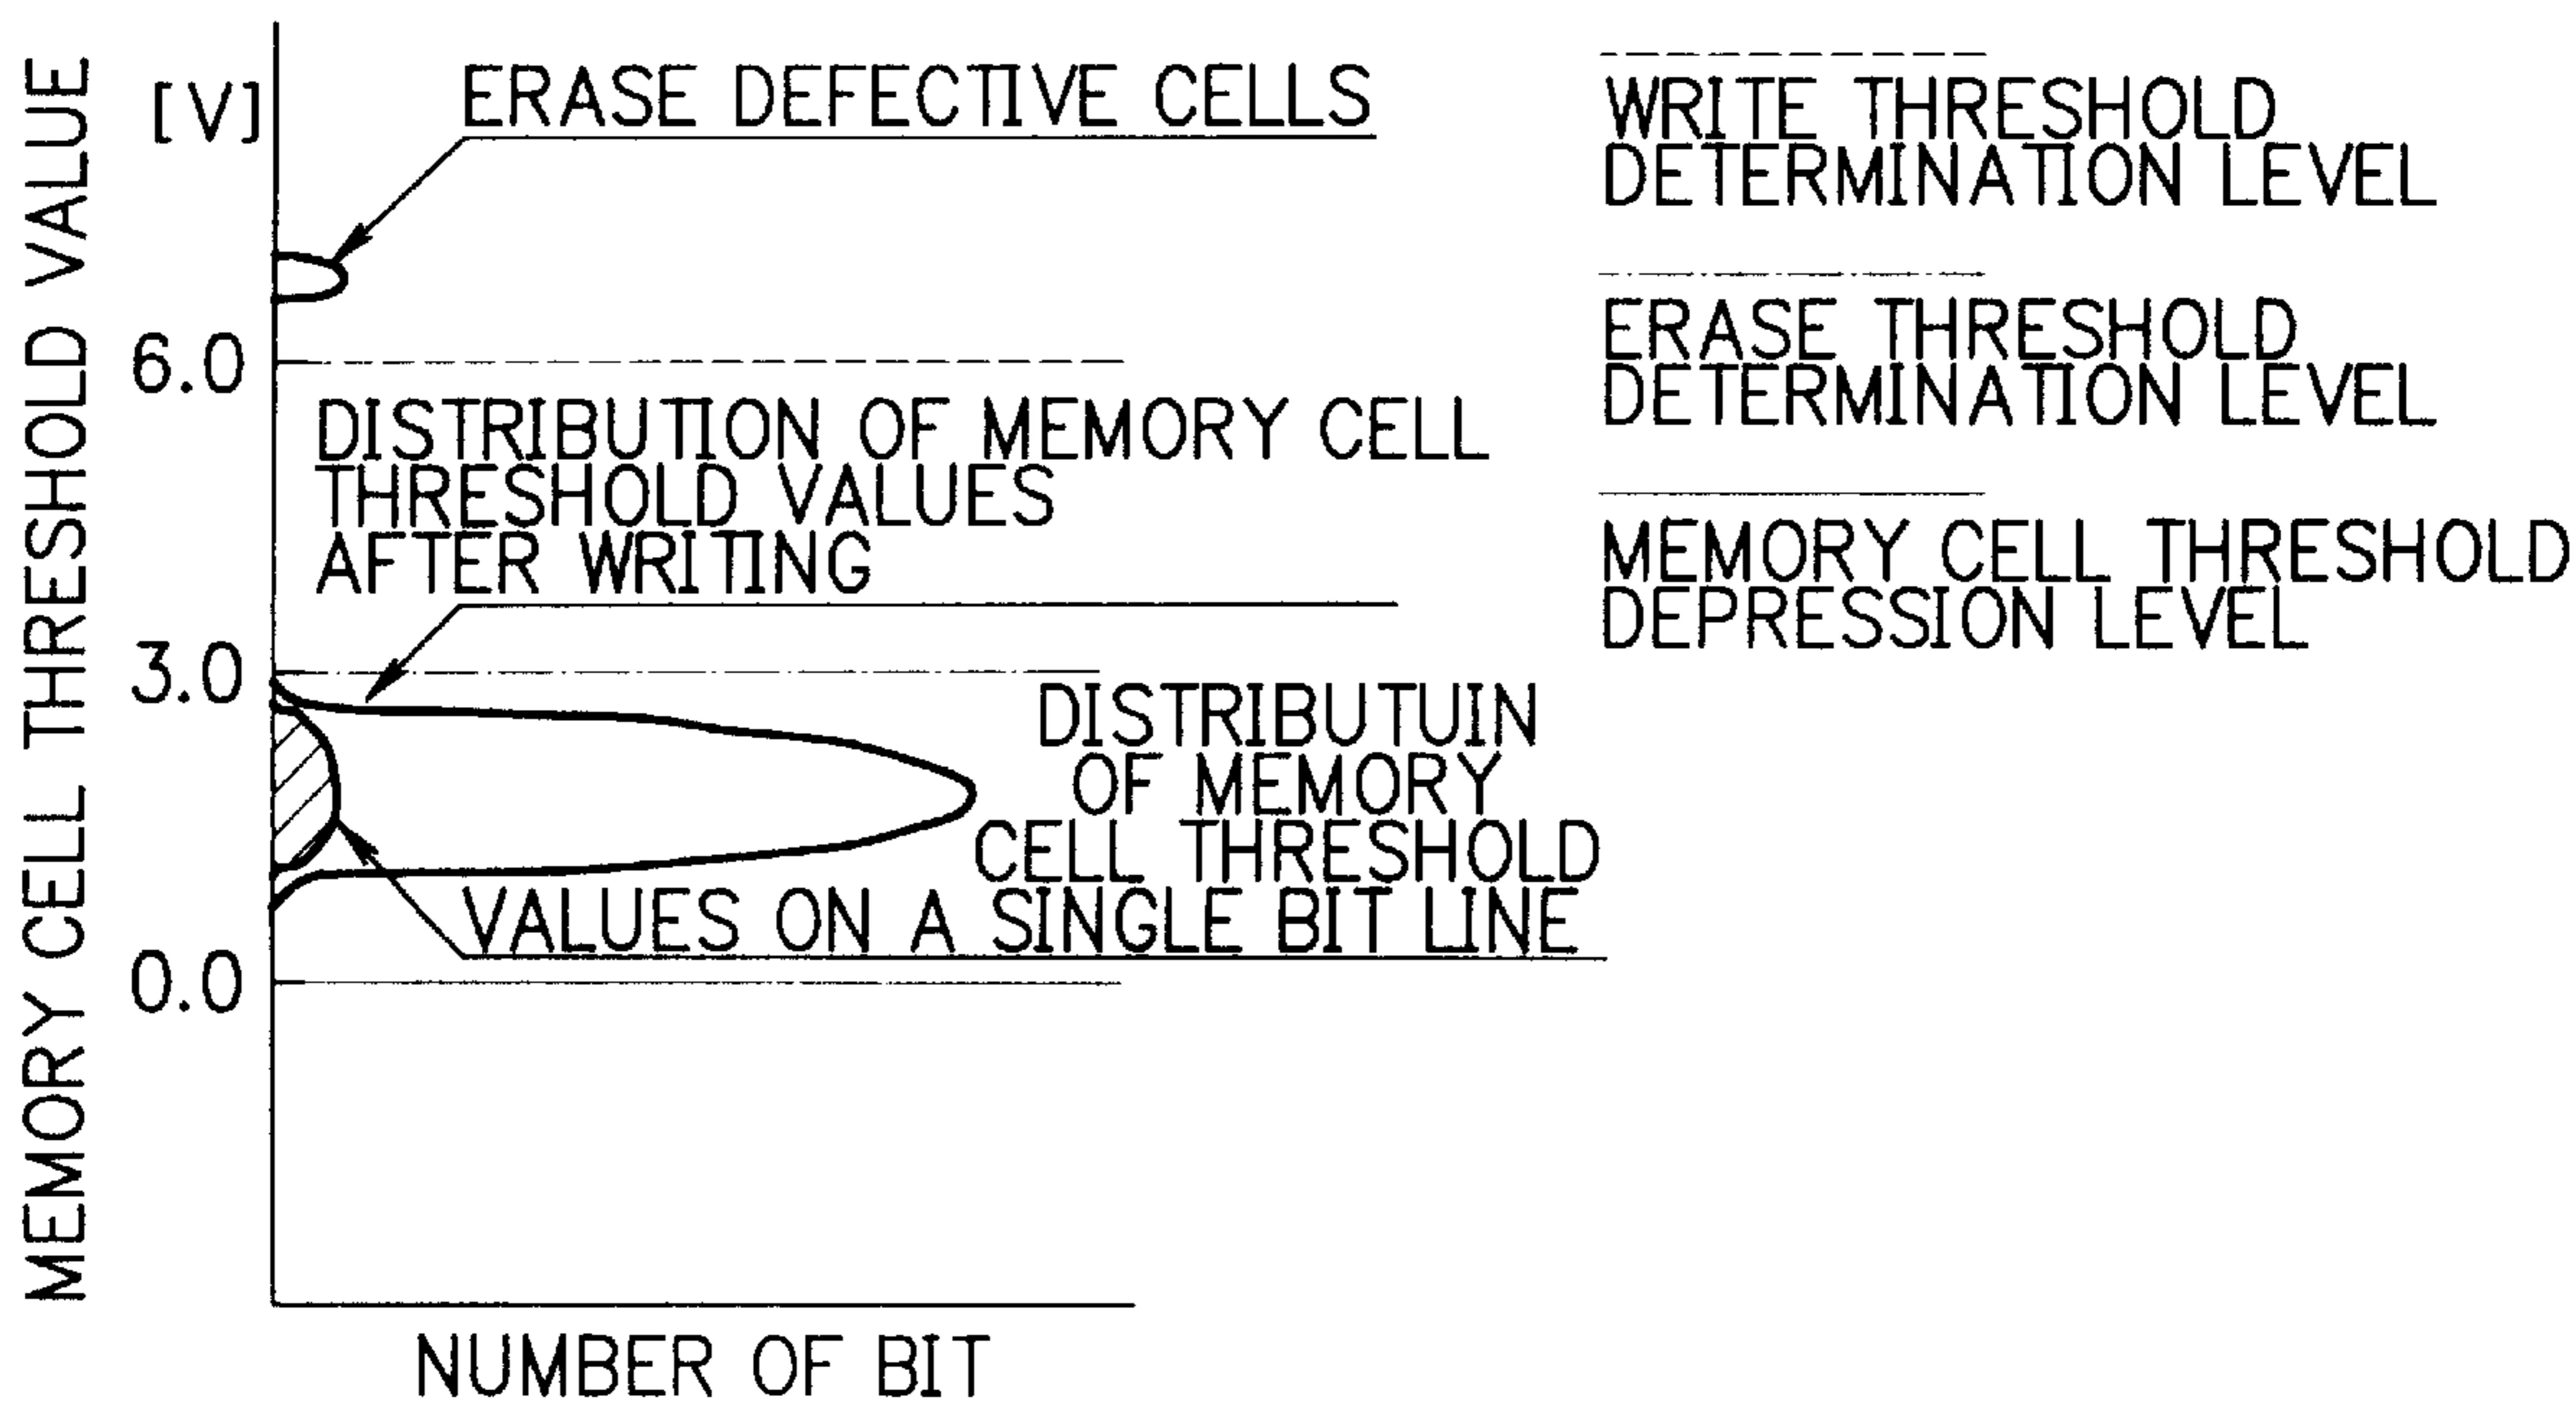 MEMORY CELL THRESHOLD VALUE
[V]
ERASE DEFECTIVE CELLS
6.0
DISTRIBUTION OF MEMORY CELL
THRESHOLD VALUES
AFTER WRITING
3.0
DISTRIBUTUIN
OF MEMORY
CELL THRESHOLD
VALUES ON A SINGLE BIT LINE
0.0
NUMBER OF BIT
WRITE THRESHOLD
DETERMINATION LEVEL
ERASE THRESHOLD
DETERMINATION LEVEL
MEMORY CELL THRESHOLD
DEPRESSION LEVEL